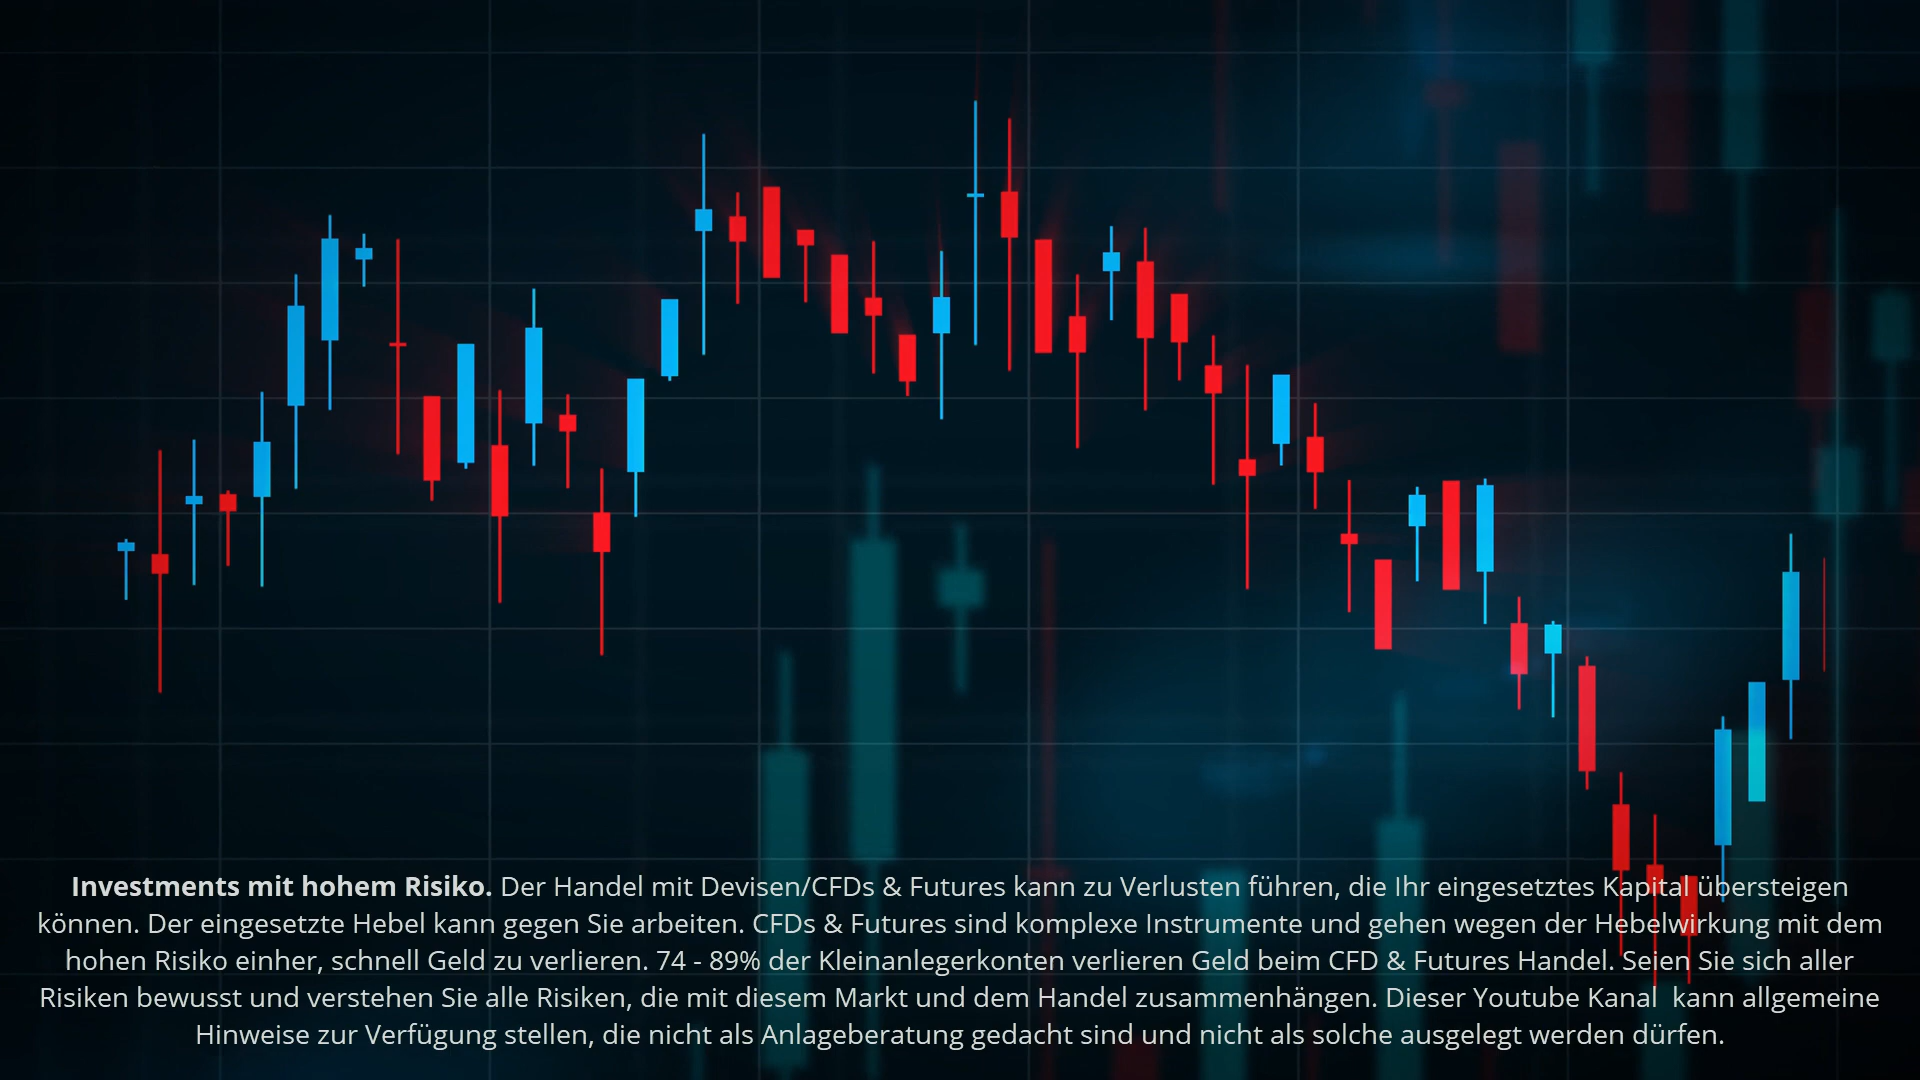 Investments mit hohem Risiko. Der Handel mit Devisen/CFDs & Futures kann zu Verlusten führen, die Ihr eingesetztes Kapital übersteigen
können. Der eingesetzte Hebel kann gegen Sie arbeiten. CFDs & Futures sind komplexe Instrumente und gehen wegen der Hebelwirkung mit dem
hohen Risiko einher, schnell Geld zu verlieren. 74 - 89% der Kleinanlegerkonten verlieren Geld beim CFD & Futures Handel. Seien Sie sich aller
Risiken bewusst und verstehen Sie alle Risiken, die mit diesem Markt und dem Handel zusammenhängen. Dieser Youtube Kanal  kann allgemeine
Hinweise zur Verfügung stellen, die nicht als Anlageberatung gedacht sind und nicht als solche ausgelegt werden dürfen.